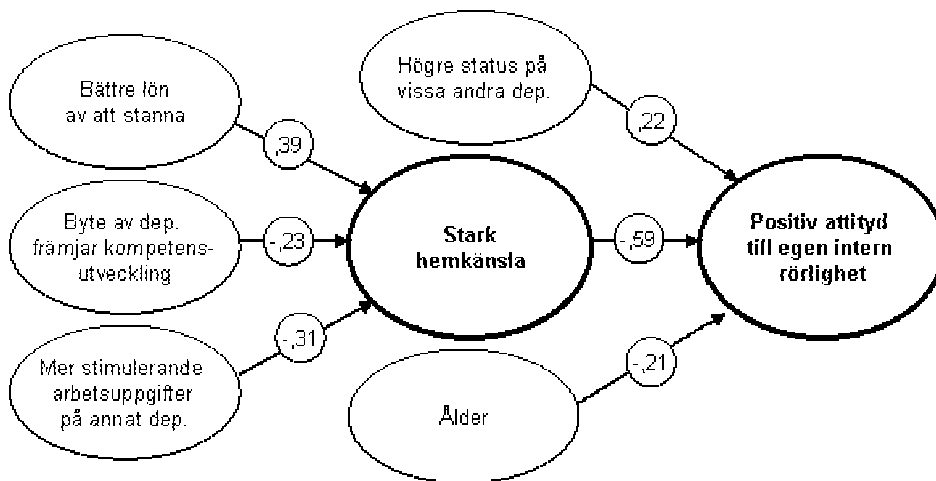 Bättre lön
av att stanna
,39
Byte av dep.
främjar kompetens-
utveckling
-,23
Mer stimulerande
arbetsuppgifter
på annat dep.
-,31
Stark
hemkänsla
-,59
Högre status på
vissa andra dep.
,22
Ålder
-,21
Positiv attityd
till egen intern
rörlighet